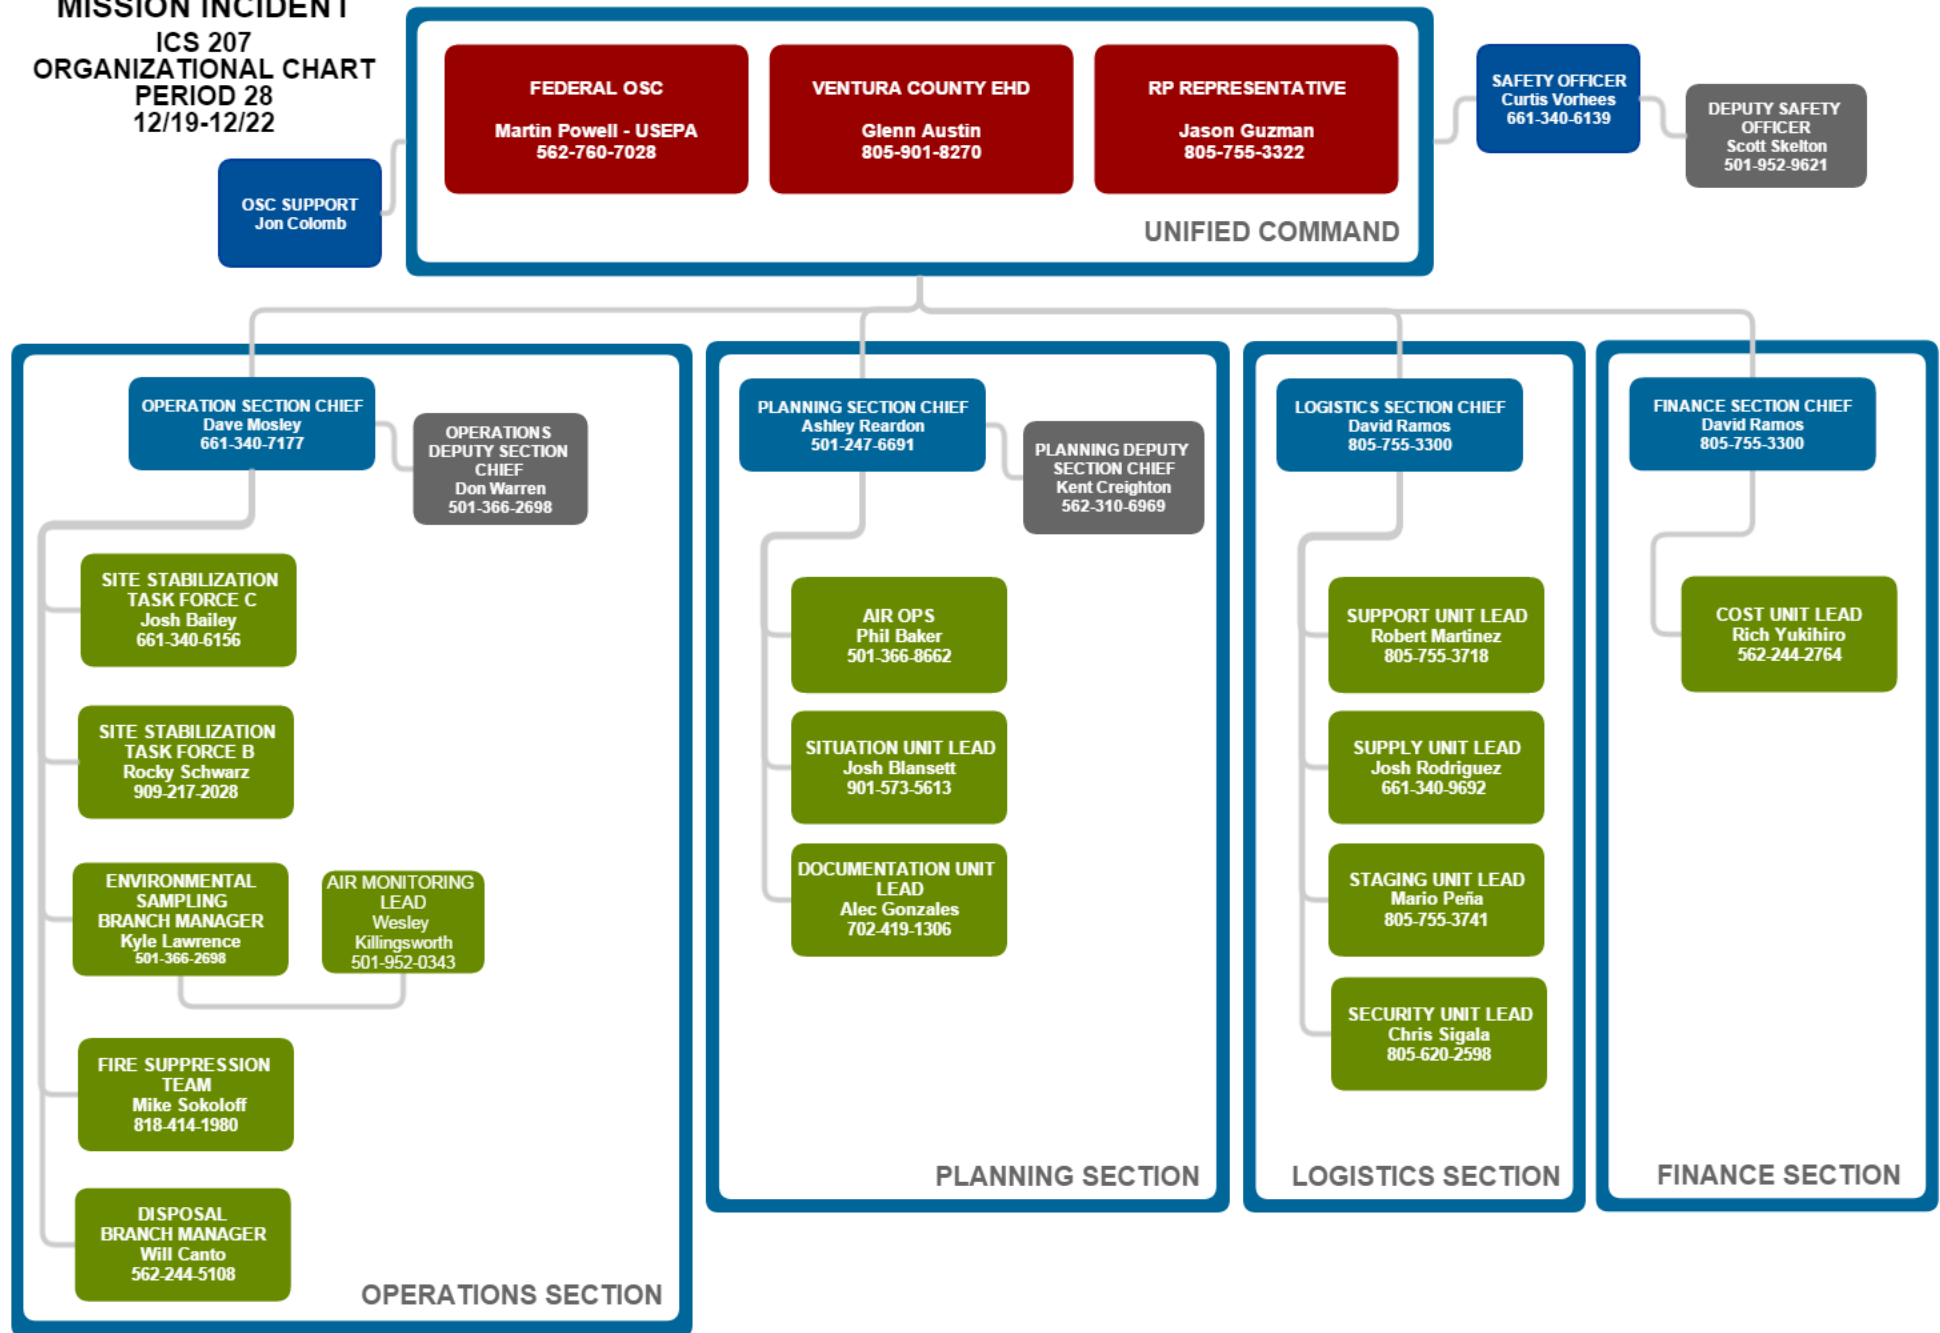 MISSION INCIDENT
ICS 207
ORGANIZATIONAL CHART
PERIOD 28
12/19-12/22
OSC SUPPORT
Jon Colomb
FEDERAL OSC
Martin Powell - USEPA
562-760-7028
VENTURA COUNTY EHD
Glenn Austin
805-901-8270
RP REPRESENTATIVE
Jason Guzman
805-755-3322
UNIFIED COMMAND
SAFETY OFFICER
Curtis Vorhees
661-340-6139
DEPUTY SAFETY
OFFICER
Scott Skelton
501-952-9621
OPERATION SECTION CHIEF
Dave Mosley
661-340-7177
OPERATIONS
DEPUTY SECTION
CHIEF
Don Warren
501-366-2698
SITE STABILIZATION
TASK FORCE C
Josh Bailey
661-340-6156
SITE STABILIZATION
TASK FORCE B
Rocky Schwarz
909-217-2028
ENVIRONMENTAL
SAMPLING
BRANCH MANAGER
Kyle Lawrence
501-366-2698
AIR MONITORING
LEAD
Wesley
Killingsworth
501-952-0343
FIRE SUPPRESSION
TEAM
Mike Sokoloff
818-414-1980
DISPOSAL
BRANCH MANAGER
Will Canto
562-244-5108
OPERATIONS SECTION
PLANNING SECTION CHIEF
Ashley Reardon
501-247-6691
PLANNING DEPUTY
SECTION CHIEF
Kent Creighton
562-310-6969
AIR OPS
Phil Baker
501-366-8662
SITUATION UNIT LEAD
Josh Blansett
901-573-5613
DOCUMENTATION UNIT
LEAD
Alec Gonzales
702-419-1306
PLANNING SECTION
LOGISTICS SECTION CHIEF
David Ramos
805-755-3300
SUPPORT UNIT LEAD
Robert Martinez
805-755-3718
SUPPLY UNIT LEAD
Josh Rodriguez
661-340-9692
STAGING UNIT LEAD
Mario Peña
805-755-3741
SECURITY UNIT LEAD
Chris Sigala
805-620-2598
LOGISTICS SECTION
FINANCE SECTION CHIEF
David Ramos
805-755-3300
COST UNIT LEAD
Rich Yukihiro
562-244-2764
FINANCE SECTION